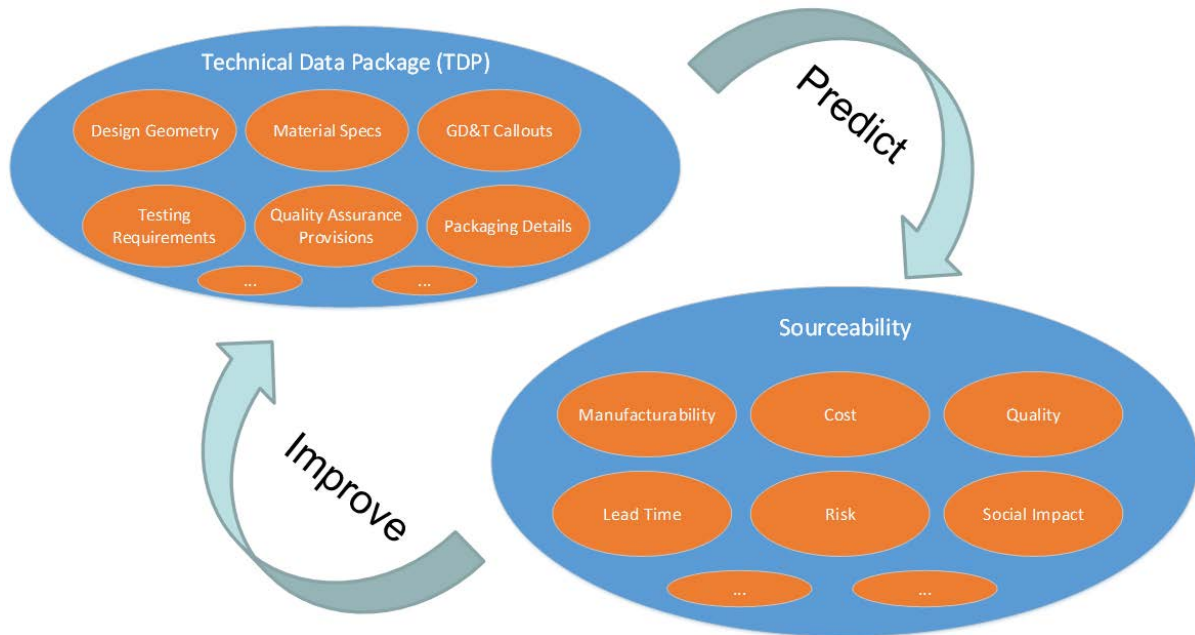 Technical Data Package (TDP)
Design Geometry
Material Specs
GD&T Callouts
Testing
Requirements
Quality Assurance
Provisions
Packaging Details
...
...
Predict
Sourceability
Manufacturability
Cost
Quality
Lead Time
Risk
Social Impact
...
...
Improve